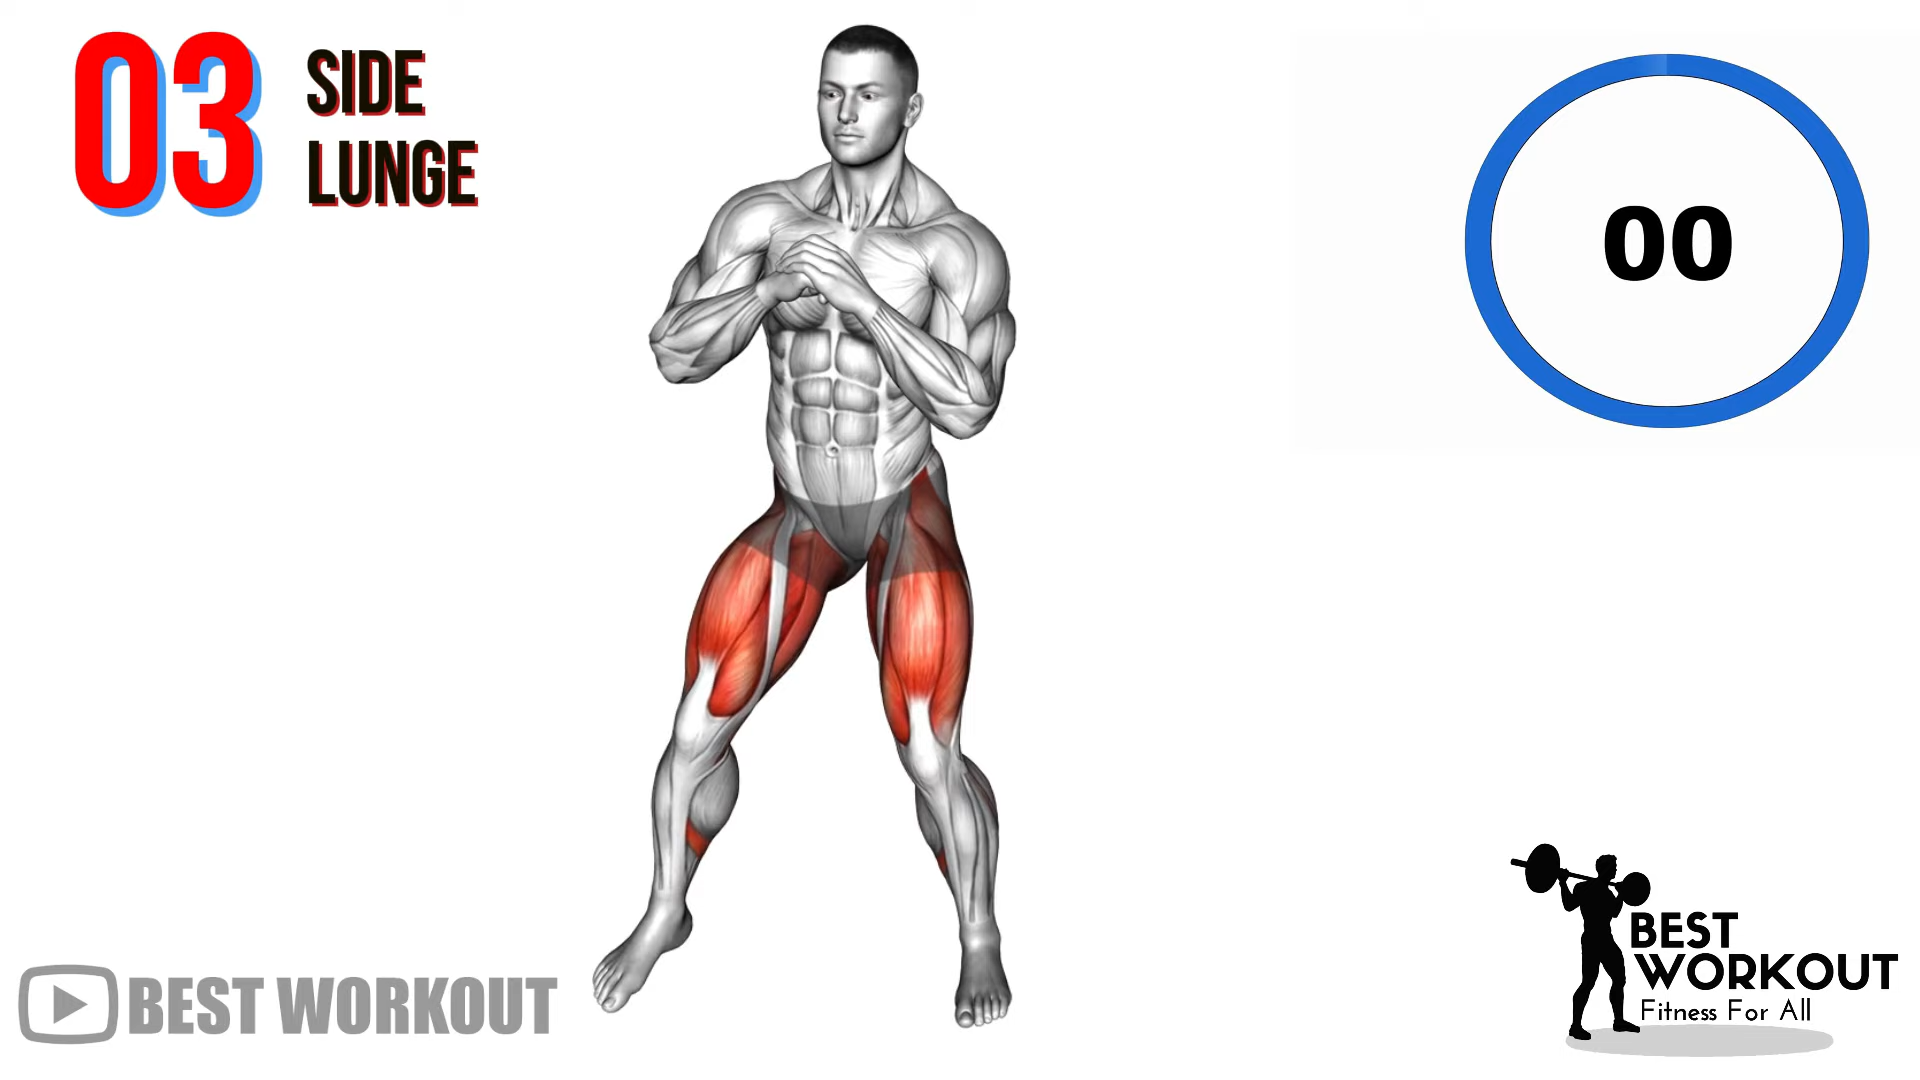 03
SIDE
LUNGE
00
BEST WORKOUT
BEST
WORKOUT
Fitness For All